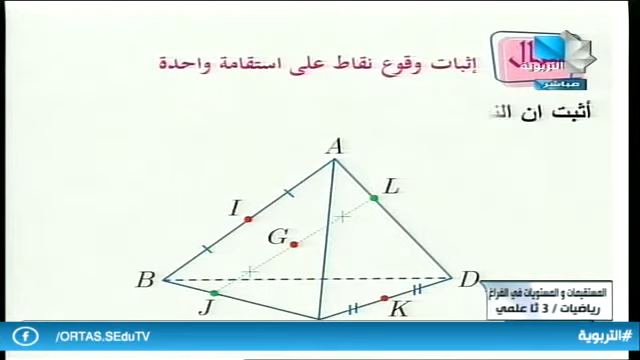 إثبات وقوع نقاط على استقامة واحدة
مثال
التربوية
مباشر
أثبت ان
A
L
I
G
B
D
J
K
المستقيمات و المستويات في الفراغ
رياضيات / 3 ثا علمي
/ORTAS.SEduTV
#التربوية